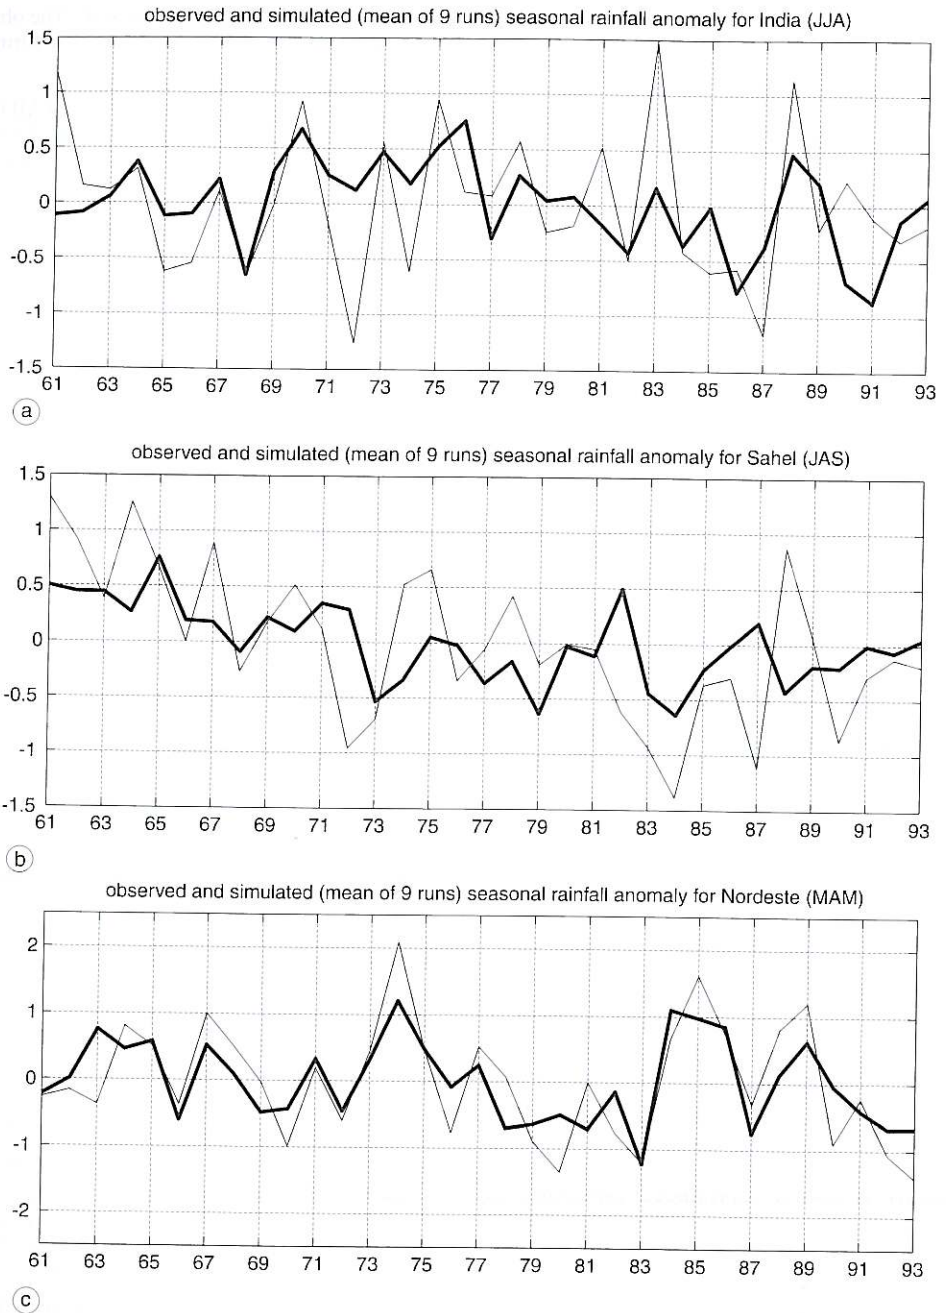 observed and simulated (mean of 9 runs) seasonal rainfall anomaly for India (JJA)
1.5
1
0.5
0
-0.5
-1
-1.5
61 63 65 67 69 71 73 75 77 79 81 83 85 87 89 91 93
a
observed and simulated (mean of 9 runs) seasonal rainfall anomaly for Sahel (JAS)
1.5
1
0.5
0
-0.5
-1
-1.5
61 63 65 67 69 71 73 75 77 79 81 83 85 87 89 91 93
b
observed and simulated (mean of 9 runs) seasonal rainfall anomaly for Nordeste (MAM)
2
1
0
-1
-2
61 63 65 67 69 71 73 75 77 79 81 83 85 87 89 91 93
c